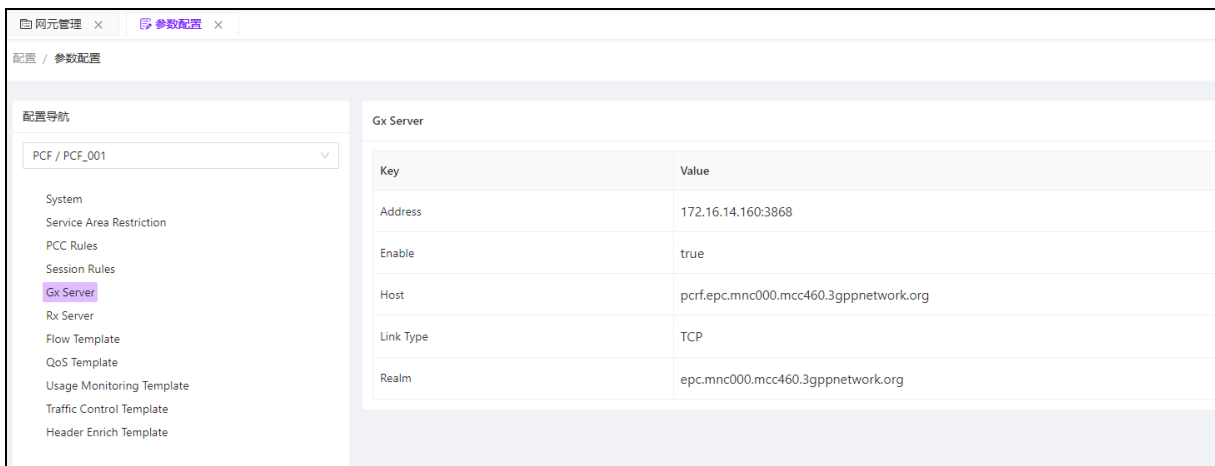 网元管理 参数配置
配置 / 参数配置
配置导航
PCF / PCF_001
System
Service Area Restriction
PCC Rules
Session Rules
Gx Server
Rx Server
Flow Template
QoS Template
Usage Monitoring Template
Traffic Control Template
Header Enrich Template
Gx Server
Key Value
Address 172.16.14.160:3868
Enable true
Host pcrf.epc.mnc000.mcc460.3gppnetwork.org
Link Type TCP
Realm epc.mnc000.mcc460.3gppnetwork.org